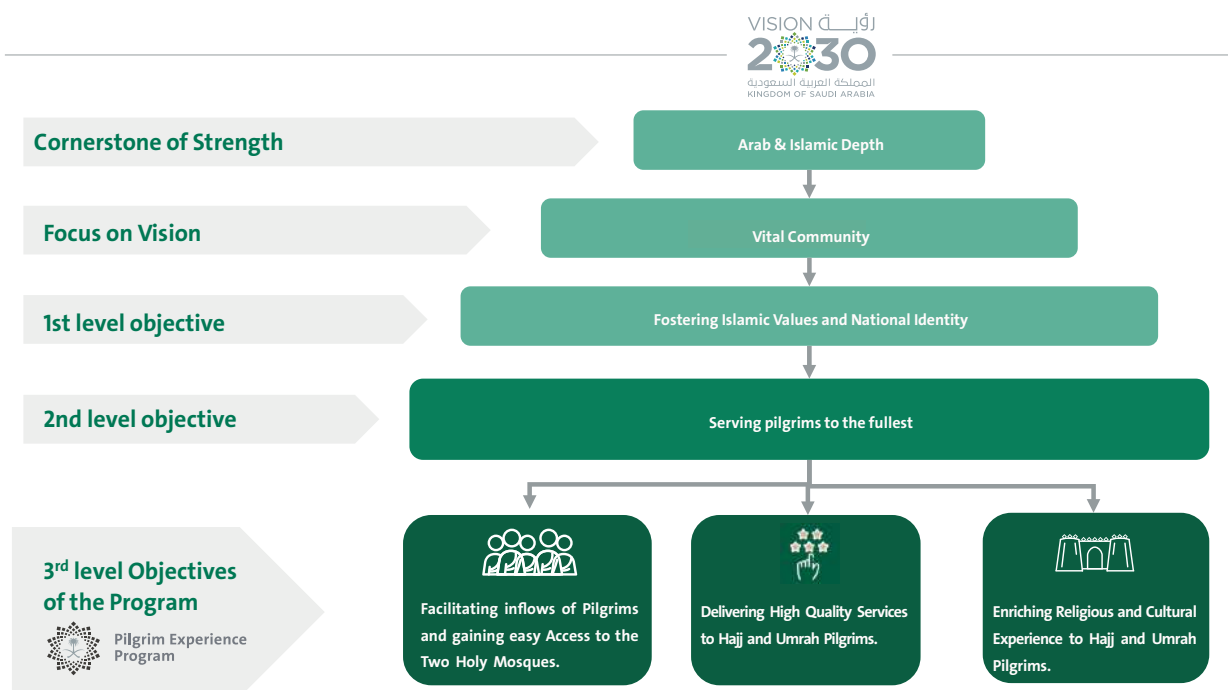 VISION رؤيــة
2030
المملكة العربية السعودية
KINGDOM OF SAUDI ARABIA
Cornerstone of Strength
Arab & Islamic Depth
Focus on Vision
Vital Community
1st level objective
Fostering Islamic Values and National Identity
2nd level objective
Serving pilgrims to the fullest
3rd level Objectives
of the Program
Pilgrim Experience
Program
Facilitating inflows of Pilgrims
and gaining easy Access to the
Two Holy Mosques.
Delivering High Quality Services
to Hajj and Umrah Pilgrims.
Enriching Religious and Cultural
Experience to Hajj and Umrah
Pilgrims.